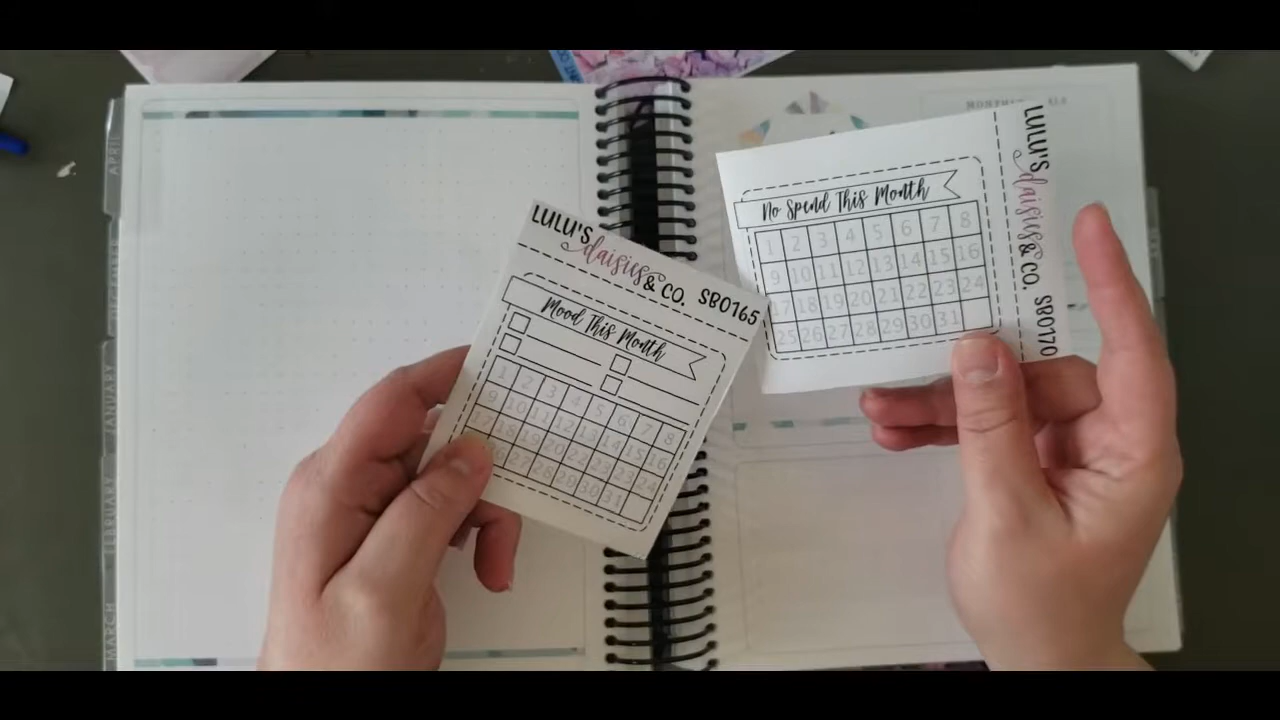 LULU'S
daisies
& CO. SB0165
Mood This Month
1 2 3 4 5 6 7 8
9 10 11 12 13 14 15 16
17 18 19 20 21 22 23 24
26 27 28 29 30 31
LULU'S daisies & CO. SB0170
No Spend This Month
1 2 3 4 5 6 7 8
9 10 11 12 13 14 15 16
17 18 19 20 21 22 23 24
25 26 27 28 29 30 31
APRIL
JANUARY
FEBRUARY
MARCH